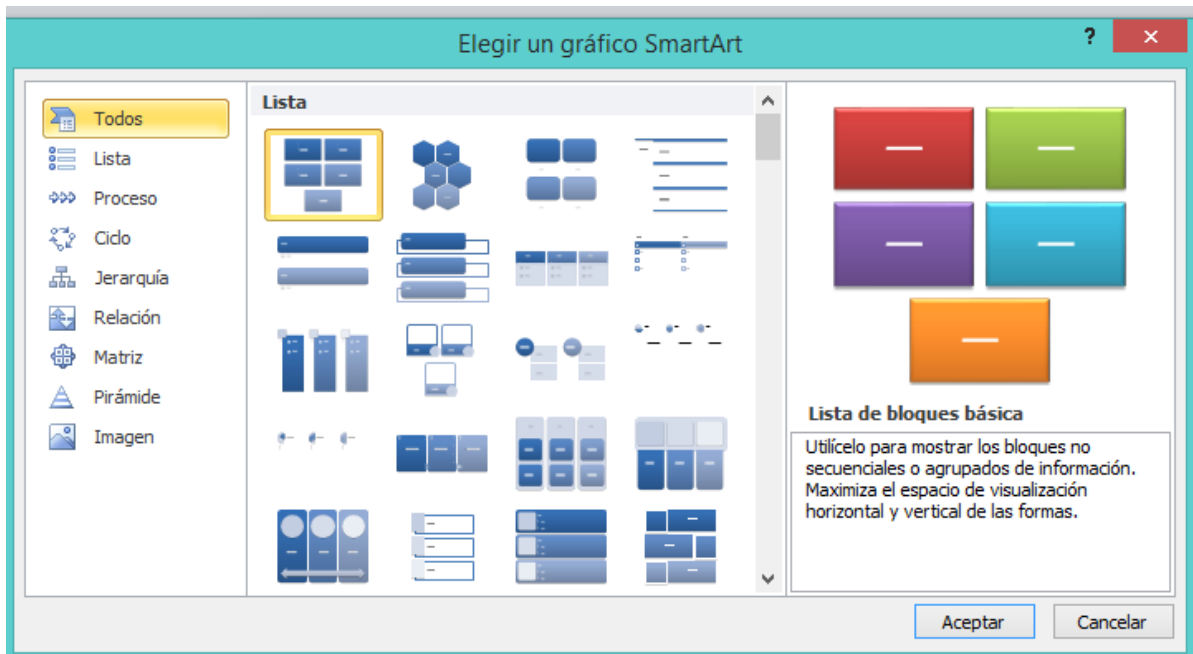 Elegir un gráfico SmartArt
?
Todos
Lista
Proceso
Ciclo
Jerarquía
Relación
Matriz
Pirámide
Imagen
Lista
Lista de bloques básica
Utilícelo para mostrar los bloques no
secuenciales o agrupados de información.
Maximiza el espacio de visualización
horizontal y vertical de las formas.
Aceptar
Cancelar